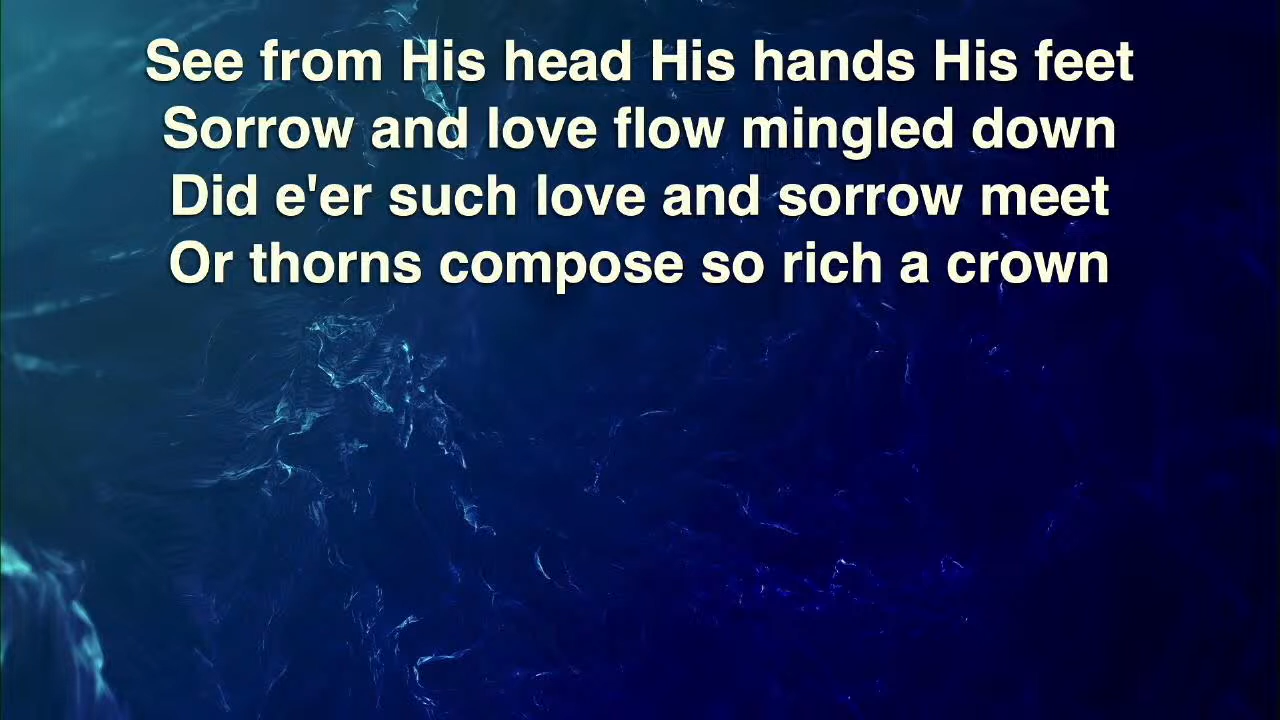 See from His head His hands His feet
Sorrow and love flow mingled down
Did e'er such love and sorrow meet
Or thorns compose so rich a crown